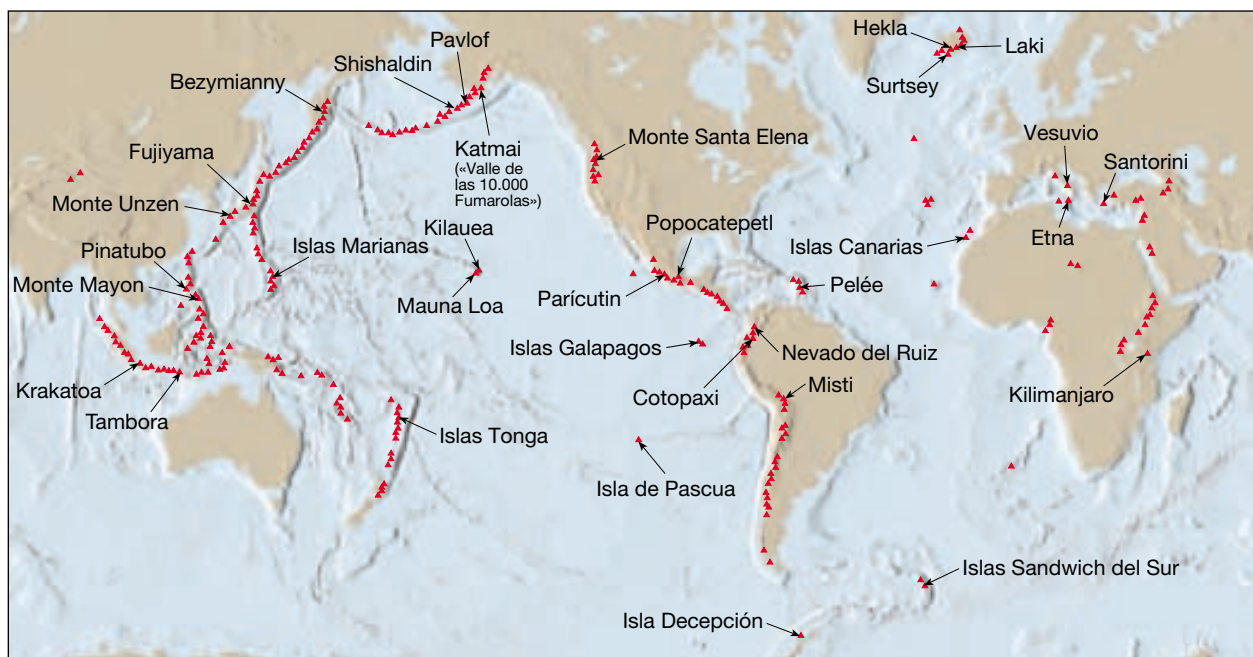 Pavlof
Shishaldin
Bezymianny
Hekla
Laki
Surtsey
Monte Santa Elena
Vesuvio
Santorini
Fujiyama
Katmai
(«Valle de
las 10.000
Fumarolas»)
Monte Unzen
Kilauea
Popocatepetl
Islas Canarias
Etna
Pinatubo
Islas Marianas
Monte Mayon
Mauna Loa
Parícutin
Pelée
Islas Galapagos
Nevado del Ruiz
Krakatoa
Cotopaxi
Misti
Kilimanjaro
Tambora
Islas Tonga
Isla de Pascua
Islas Sandwich del Sur
Isla Decepción